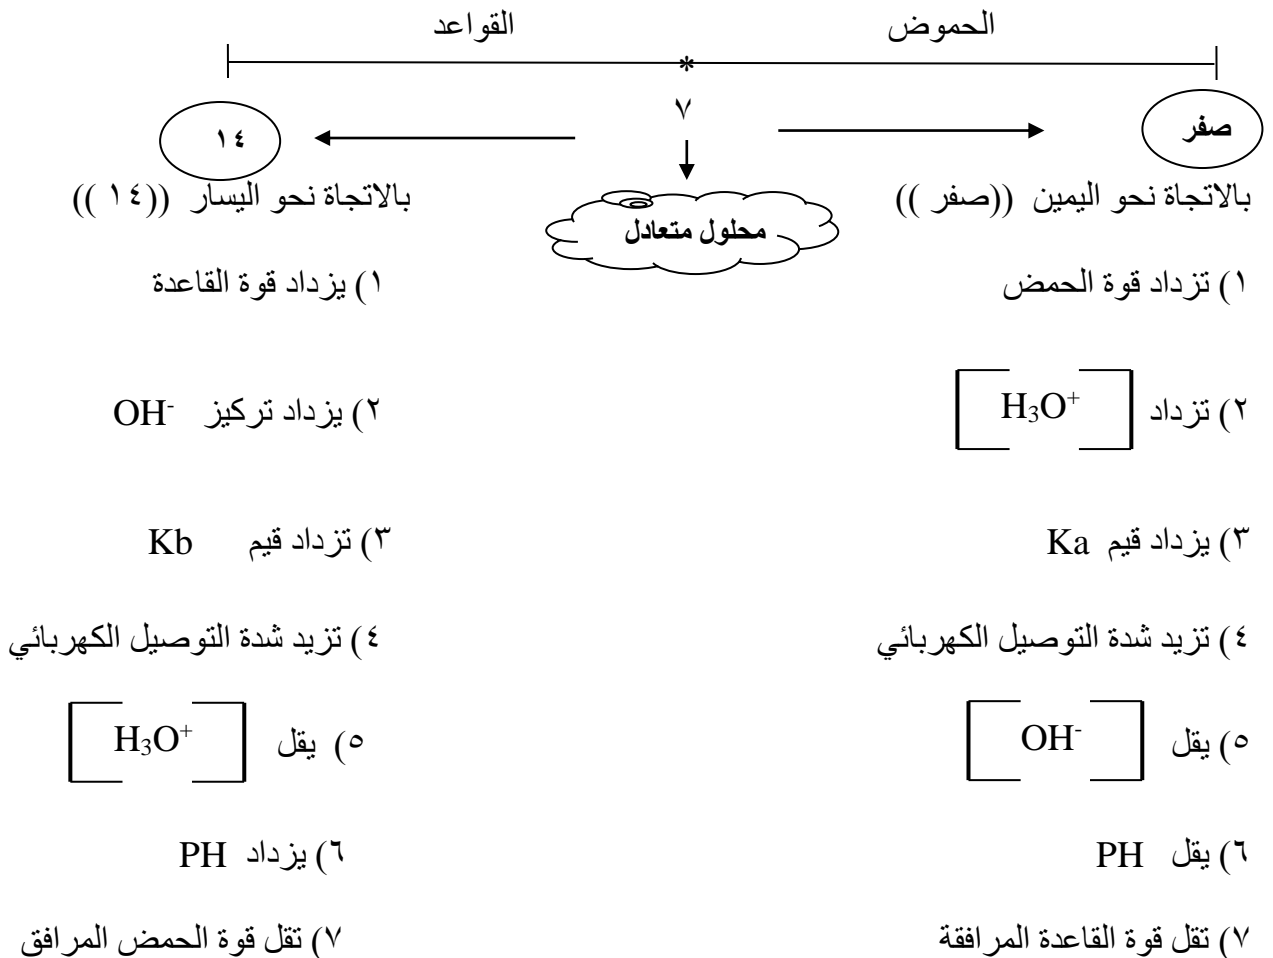 الحموض القواعد
*
صفر ٧ ١٤
بالاتجاة نحو اليمين ((صفر )) بالاتجاة نحو اليسار ((١٤ ))
محلول متعادل
١) تزداد قوة الحمض ١) يزداد قوة القاعدة
٢) تزداد [H₃O⁺] ٢) يزداد تركيز OH⁻
٣) يزداد قيم Ka ٣) تزداد قيم Kb
٤) تزيد شدة التوصيل الكهربائي ٤) تزيد شدة التوصيل الكهربائي
٥) يقل [OH⁻] ٥) يقل [H₃O⁺]
٦) يقل PH ٦) يزداد PH
٧) تقل قوة القاعدة المرافقة ٧) تقل قوة الحمض المرافق